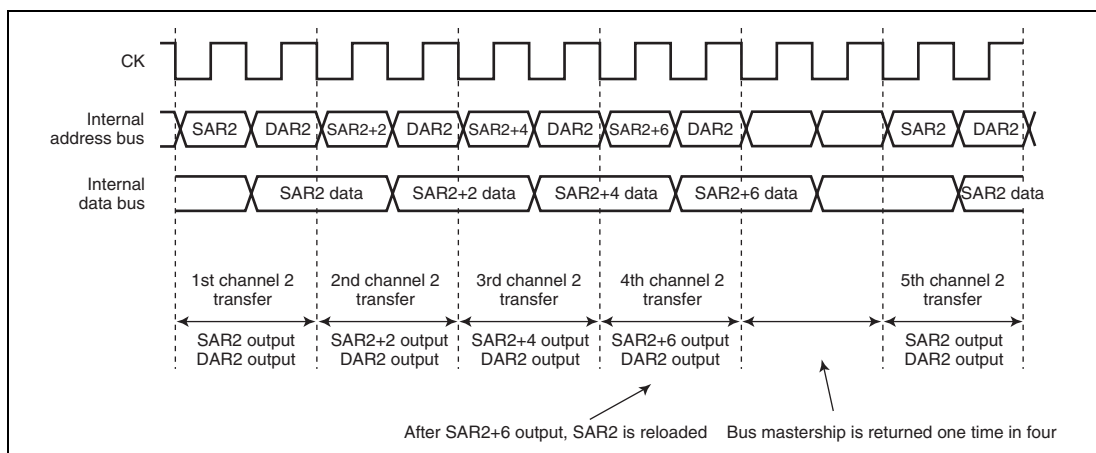 CK
Internal
address bus
SAR2 DAR2 SAR2+2 DAR2 SAR2+4 DAR2 SAR2+6 DAR2 SAR2 DAR2
Internal
data bus
SAR2 data SAR2+2 data SAR2+4 data SAR2+6 data SAR2 data
1st channel 2
transfer
2nd channel 2
transfer
3rd channel 2
transfer
4th channel 2
transfer
5th channel 2
transfer
SAR2 output
DAR2 output
SAR2+2 output
DAR2 output
SAR2+4 output
DAR2 output
SAR2+6 output
DAR2 output
SAR2 output
DAR2 output
After SAR2+6 output, SAR2 is reloaded
Bus mastership is returned one time in four